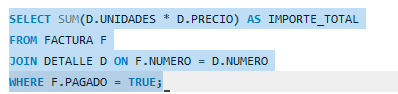 SELECT SUM(D.UNIDADES * D.PRECIO) AS IMPORTE_TOTAL
FROM FACTURA F
JOIN DETALLE D ON F.NUMERO = D.NUMERO
WHERE F.PAGADO = TRUE;